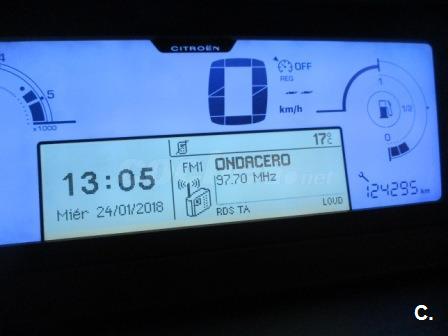 CITROËN
4
5
x1000
0
km/h
OFF
REG
-- --
1
1/2
0
124295 km
17°C
FM1 ONDACERO
97.70 MHz
13:05
Miér 24/01/2018
RDS TA
LOUD
C.